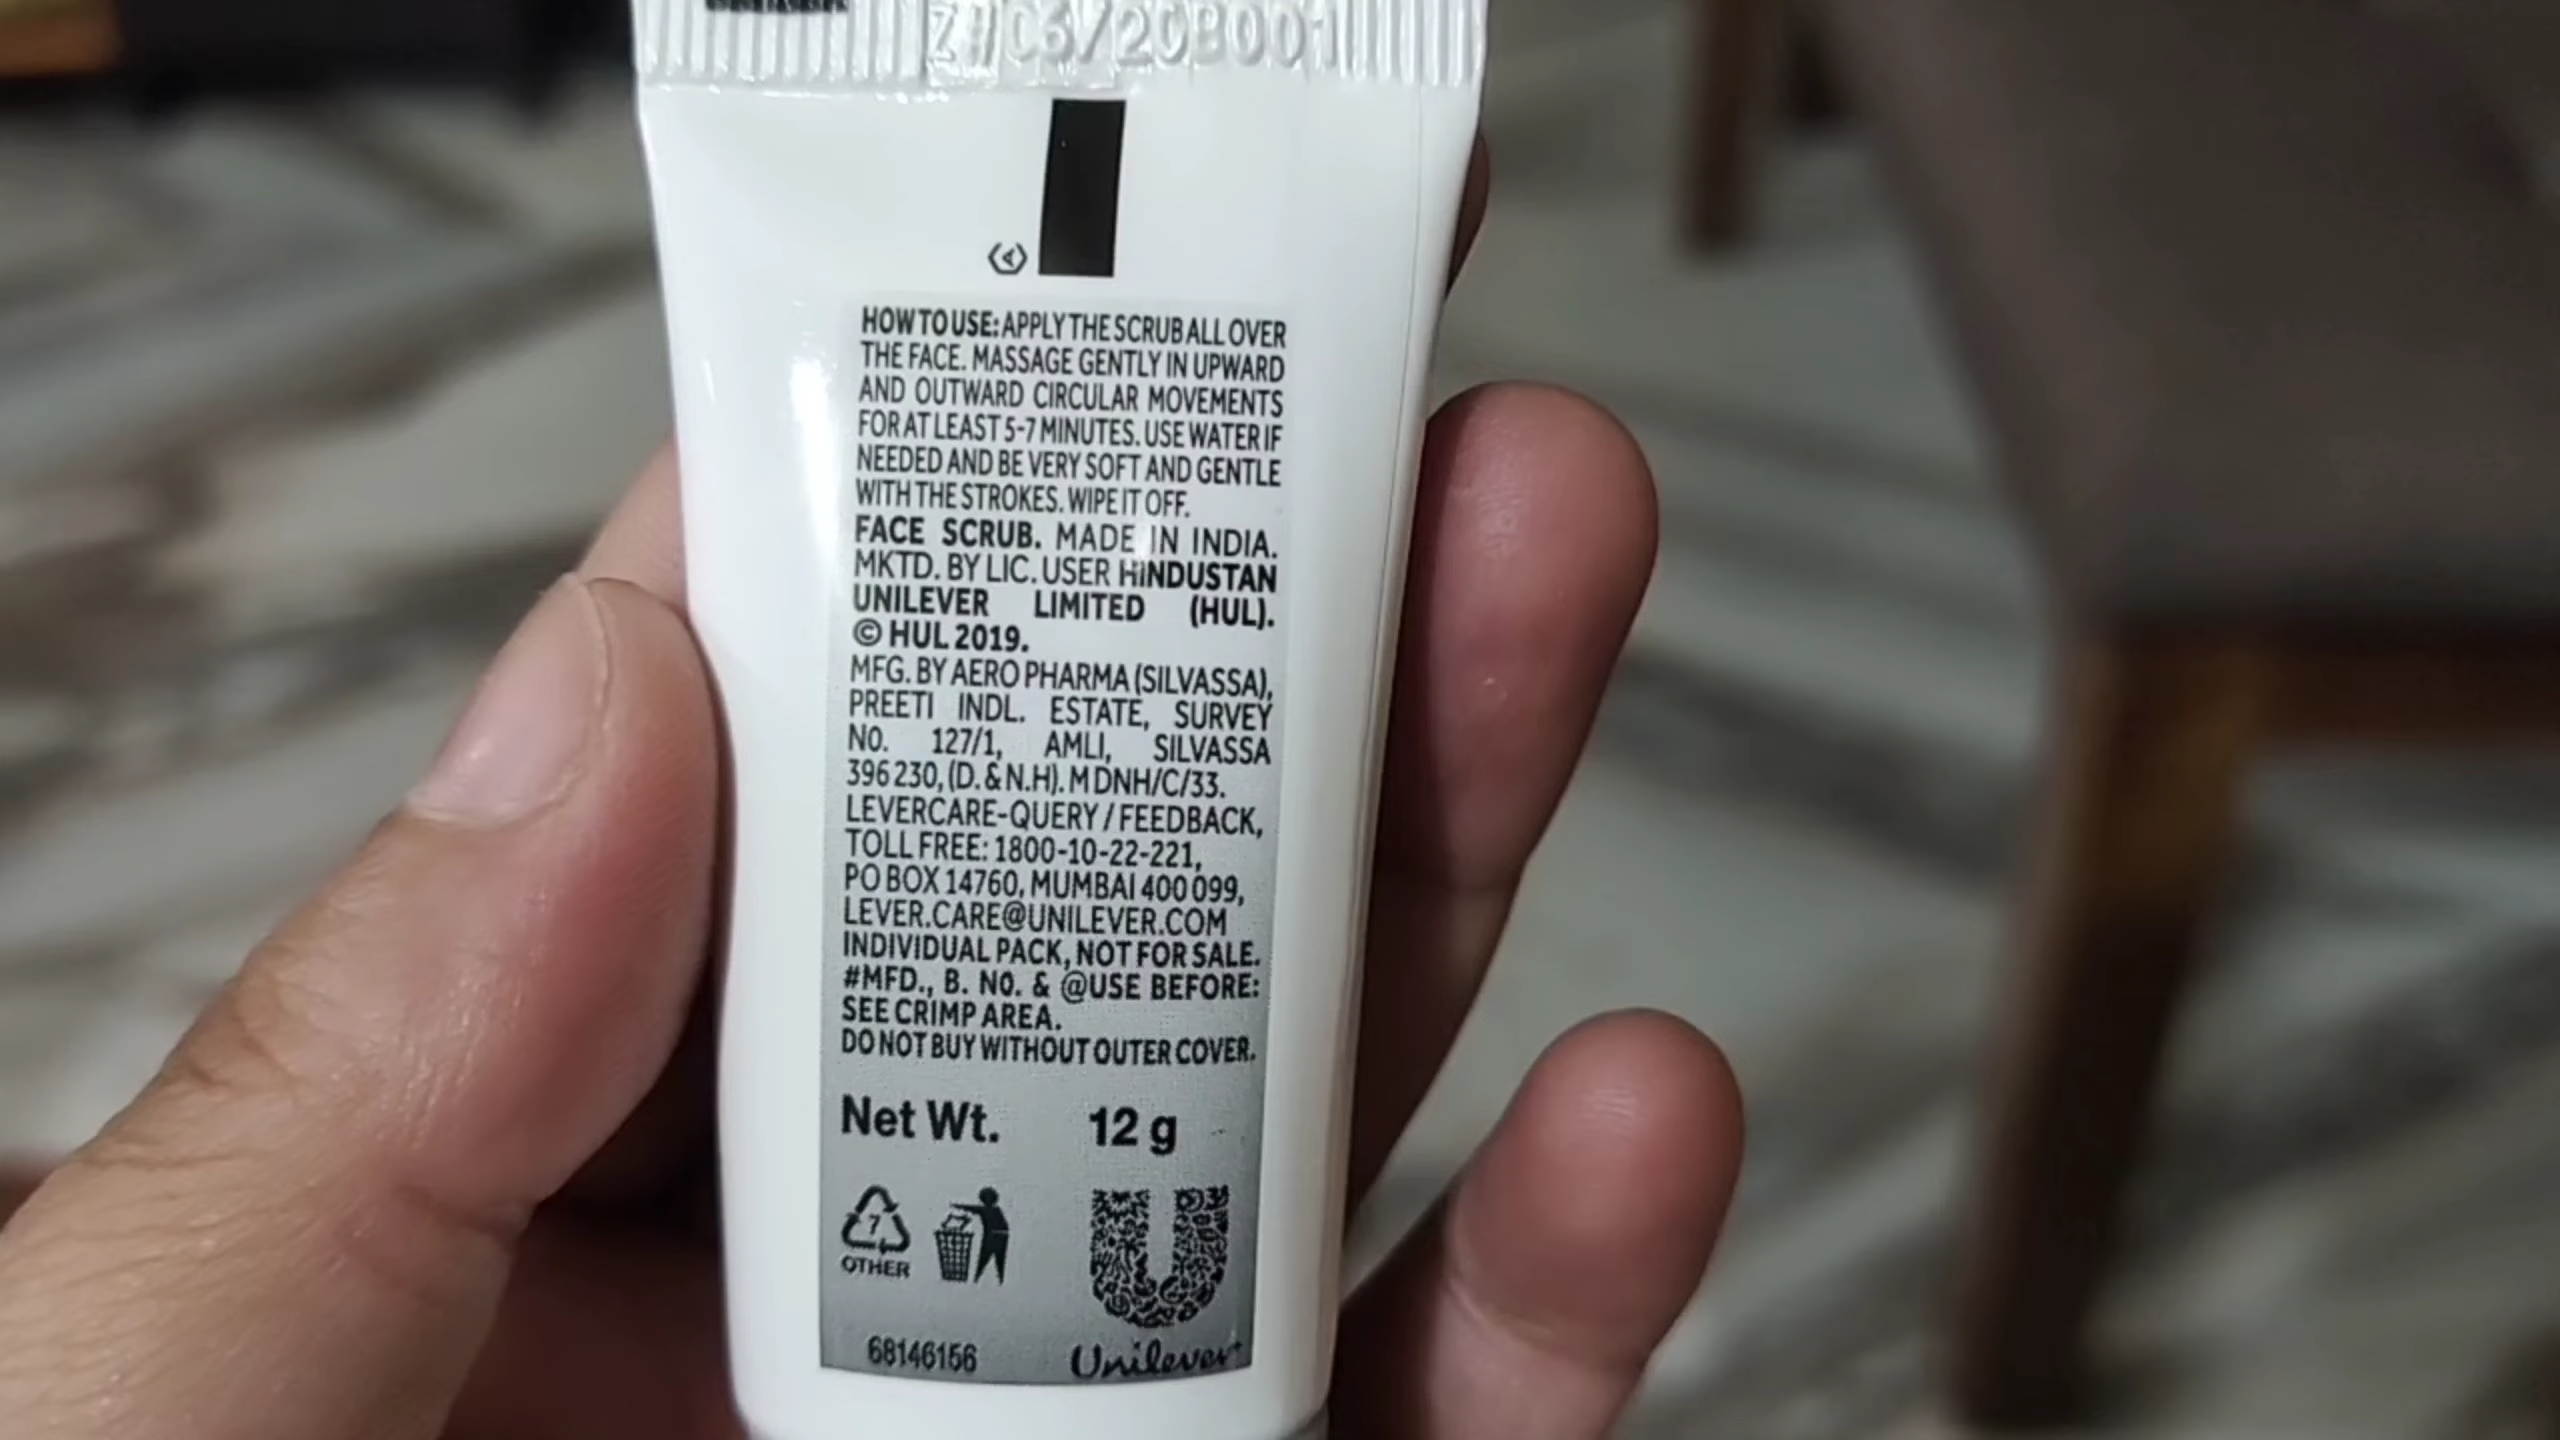 Z#C6/20B001
HOW TO USE: APPLY THE SCRUB ALL OVER
THE FACE. MASSAGE GENTLY IN UPWARD
AND OUTWARD CIRCULAR MOVEMENTS
FOR AT LEAST 5-7 MINUTES. USE WATER IF
NEEDED AND BE VERY SOFT AND GENTLE
WITH THE STROKES. WIPE IT OFF.
FACE SCRUB. MADE IN INDIA.
MKTD. BY LIC. USER HINDUSTAN
UNILEVER LIMITED (HUL).
© HUL 2019.
MFG. BY AERO PHARMA (SILVASSA),
PREETI INDL. ESTATE, SURVEY
NO. 127/1, AMLI, SILVASSA
396 230, (D. & N.H). M DNH/C/33.
LEVERCARE-QUERY / FEEDBACK,
TOLL FREE: 1800-10-22-221,
PO BOX 14760, MUMBAI 400 099,
LEVER.CARE@UNILEVER.COM
INDIVIDUAL PACK, NOT FOR SALE.
#MFD., B. NO. & @USE BEFORE:
SEE CRIMP AREA.
DO NOT BUY WITHOUT OUTER COVER.
Net Wt. 12 g
7
OTHER
68146156 Unilever